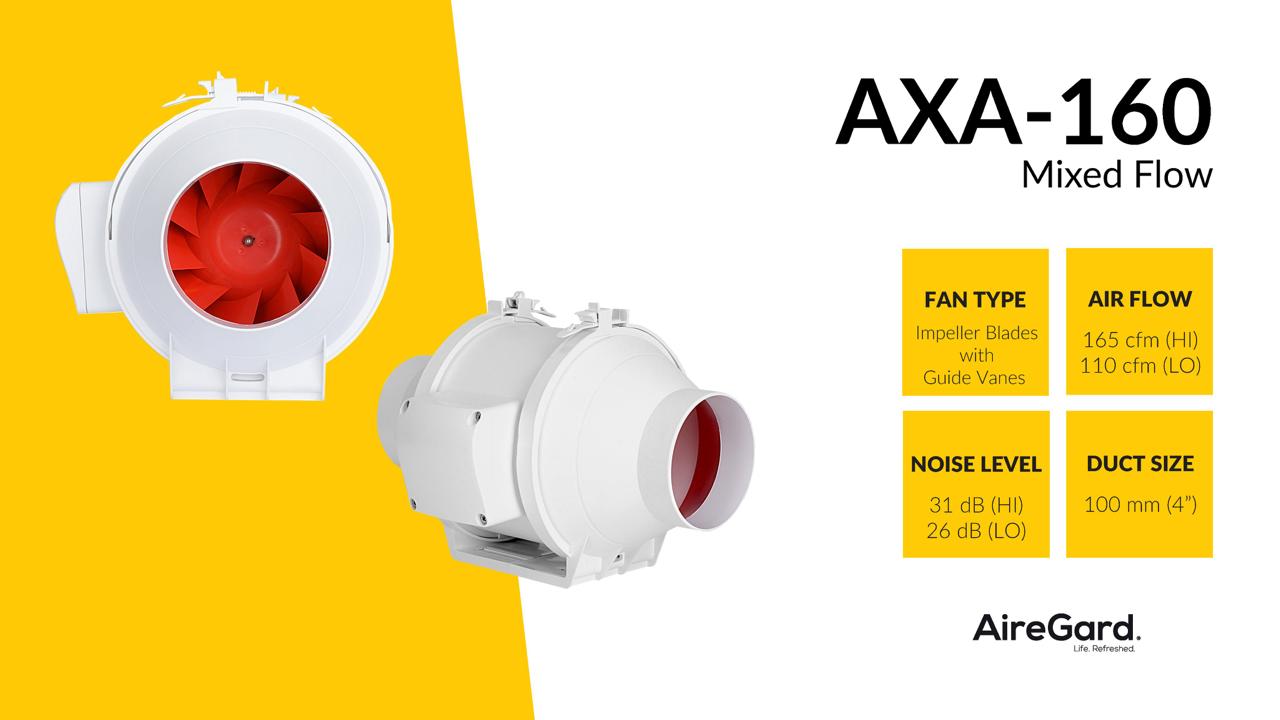 AXA-160
Mixed Flow
FAN TYPE
Impeller Blades
with
Guide Vanes
AIR FLOW
165 cfm (HI)
110 cfm (LO)
NOISE LEVEL
31 dB (HI)
26 dB (LO)
DUCT SIZE
100 mm (4”)
AireGard.
Life. Refreshed.